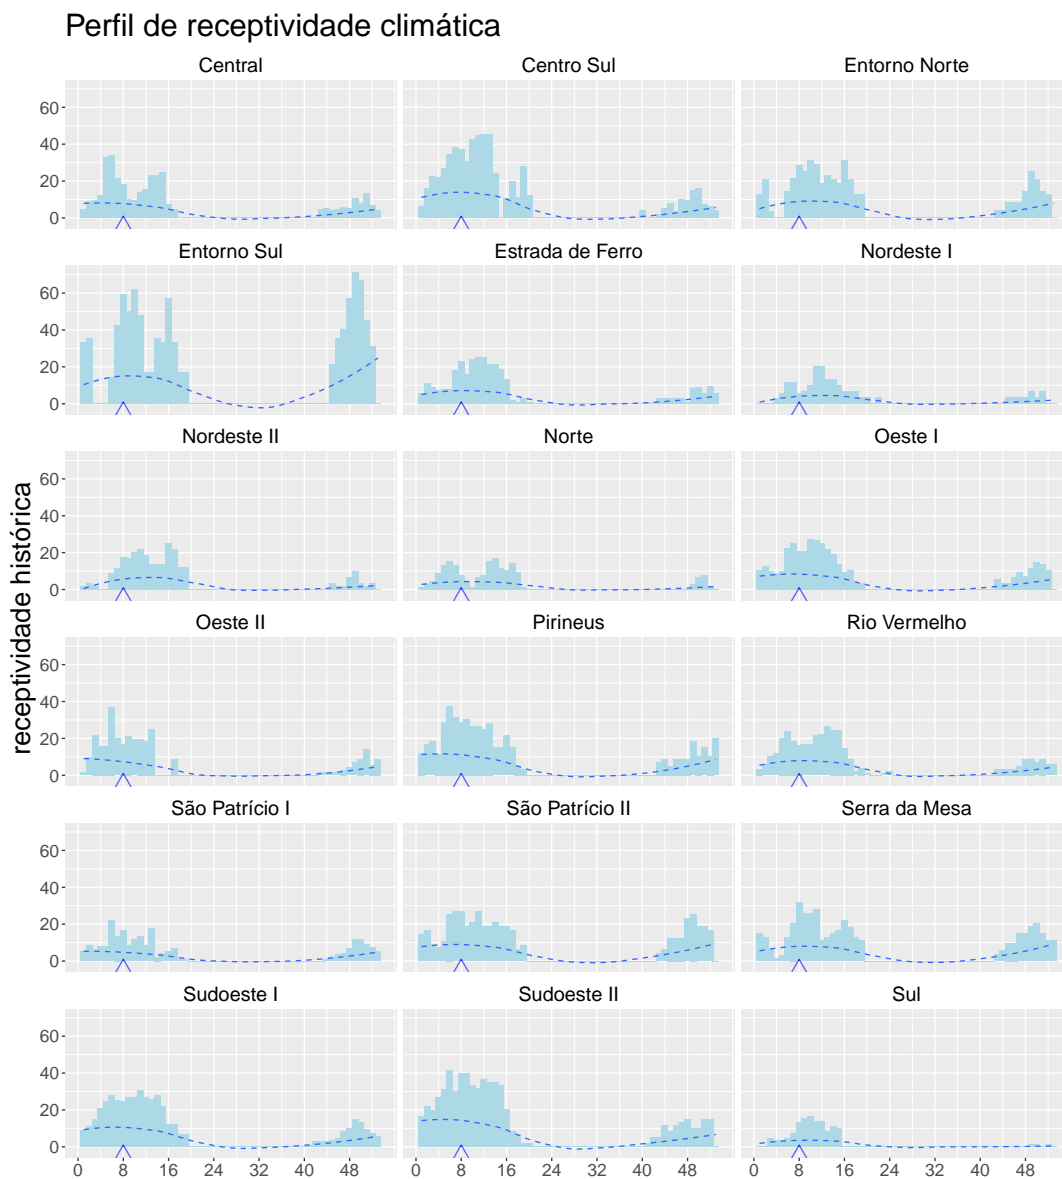 Perfil de receptividade climática
Central Centro Sul Entorno Norte
60
40
20
0
Entorno Sul Estrada de Ferro Nordeste I
60
40
20
0
Nordeste II Norte Oeste I
60
40
20
0
receptividade histórica
Oeste II Pirineus Rio Vermelho
60
40
20
0
São Patrício I São Patrício II Serra da Mesa
60
40
20
0
Sudoeste I Sudoeste II Sul
60
40
20
0
0 8 16 24 32 40 48 0 8 16 24 32 40 48 0 8 16 24 32 40 48